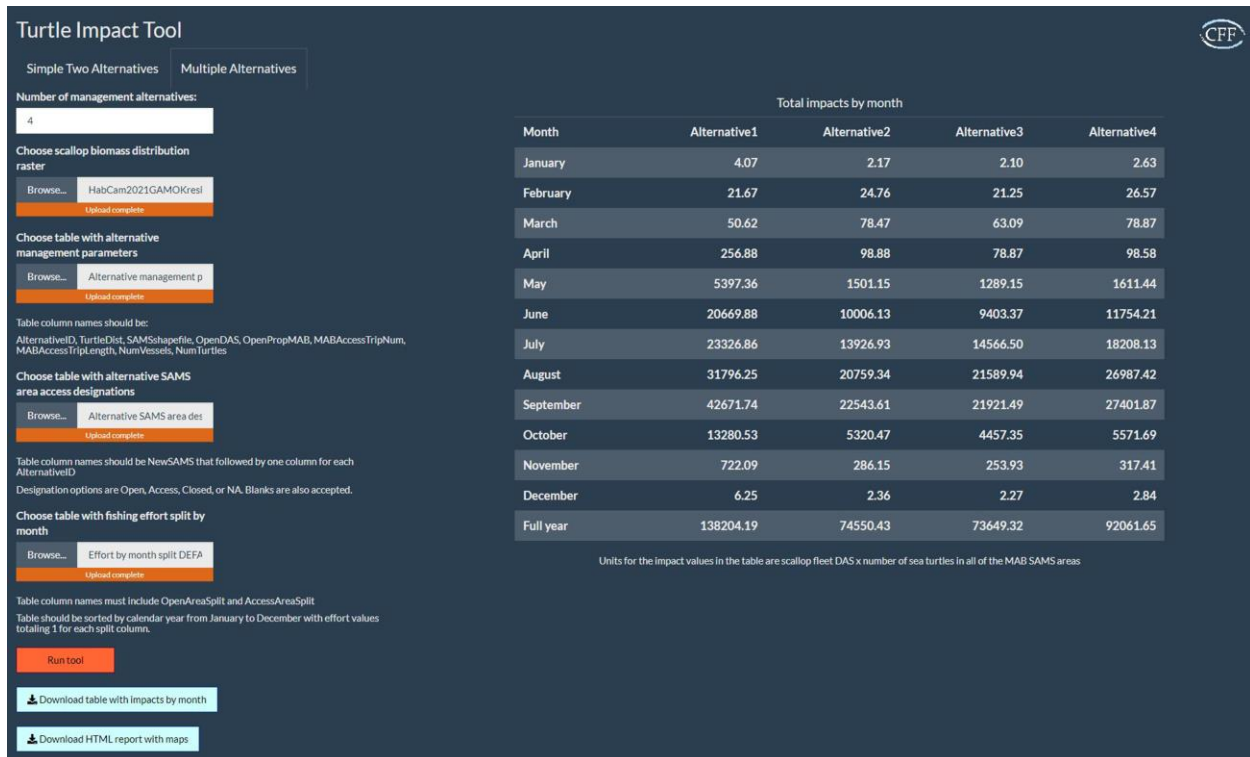 Turtle Impact Tool
CFF
Simple Two Alternatives Multiple Alternatives
Number of management alternatives:
4
Choose scallop biomass distribution
raster
Browse... HabCam2021GAMOKresl
Upload complete
Choose table with alternative
management parameters
Browse... Alternative management p
Upload complete
Table column names should be:
AlternativeID, TurtleDist, SAMSshapefile, OpenDAS, OpenPropMAB, MABAccessTripNum,
MABAccessTripLength, NumVessels, NumTurtles
Choose table with alternative SAMS
area access designations
Browse... Alternative SAMS area des
Upload complete
Table column names should be NewSAMS that followed by one column for each
AlternativeID
Designation options are Open, Access, Closed, or NA. Blanks are also accepted.
Choose table with fishing effort split by
month
Browse... Effort by month split DEFA
Upload complete
Table column names must include OpenAreaSplit and AccessAreaSplit
Table should be sorted by calendar year from January to December with effort values
totaling 1 for each split column.
Run tool
Download table with impacts by month
Download HTML report with maps
Total impacts by month
Month Alternative1 Alternative2 Alternative3 Alternative4
January 4.07 2.17 2.10 2.63
February 21.67 24.76 21.25 26.57
March 50.62 78.47 63.09 78.87
April 256.88 98.88 78.87 98.58
May 5397.36 1501.15 1289.15 1611.44
June 20669.88 10006.13 9403.37 11754.21
July 23326.86 13926.93 14566.50 18208.13
August 31796.25 20759.34 21589.94 26987.42
September 42671.74 22543.61 21921.49 27401.87
October 13280.53 5320.47 4457.35 5571.69
November 722.09 286.15 253.93 317.41
December 6.25 2.36 2.27 2.84
Full year 138204.19 74550.43 73649.32 92061.65
Units for the impact values in the table are scallop fleet DAS x number of sea turtles in all of the MAB SAMS areas